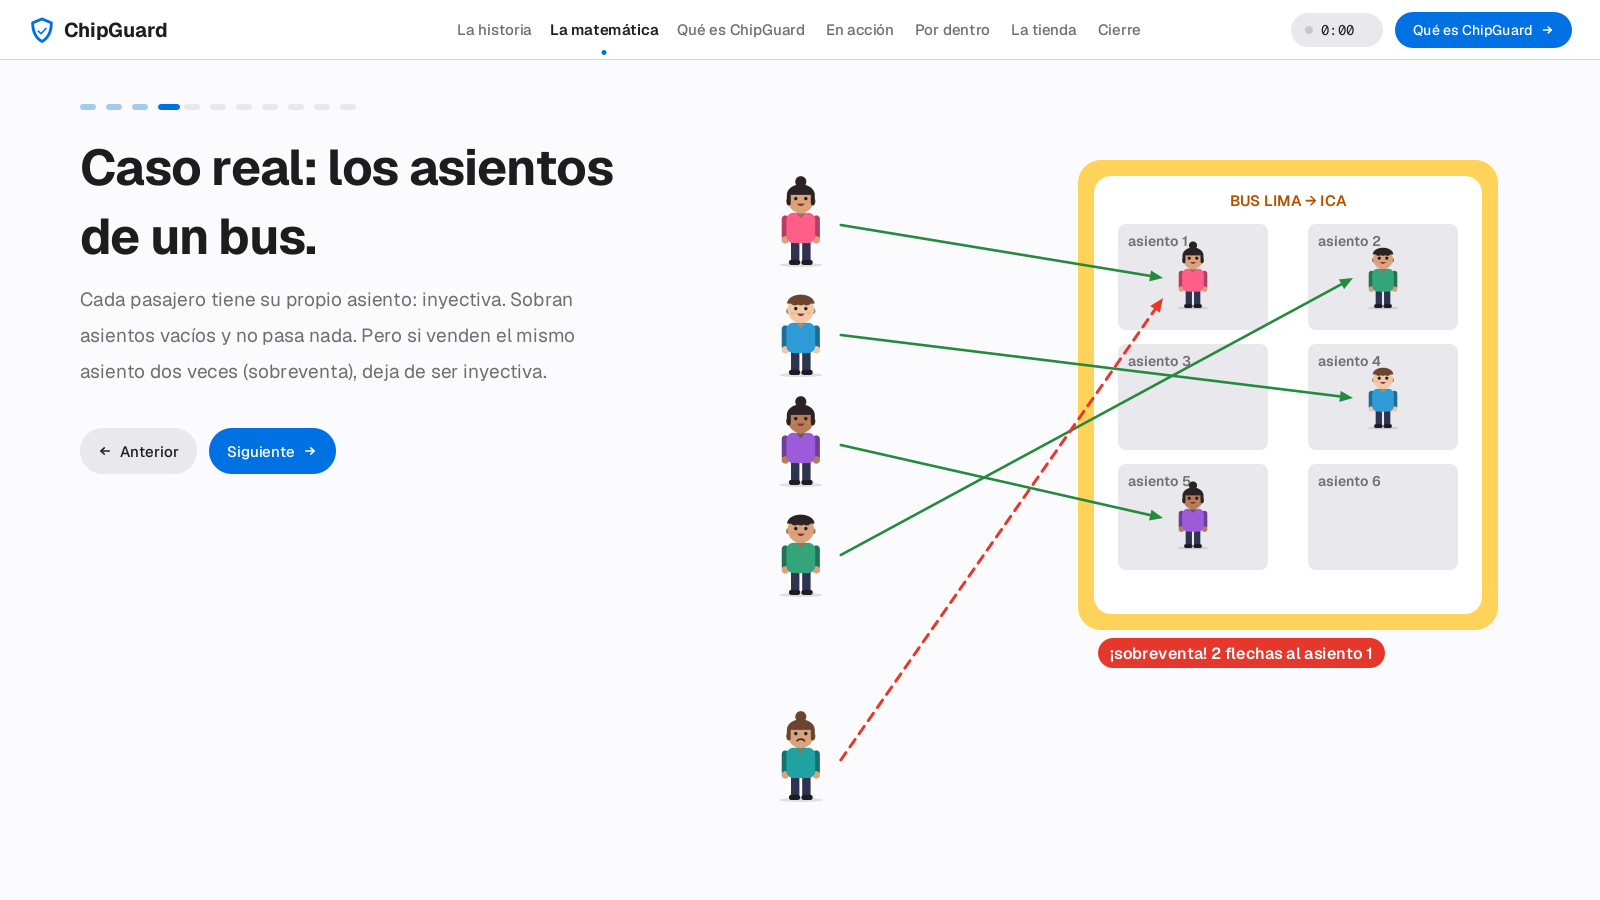 ChipGuard
La historia
La matemática
Qué es ChipGuard
En acción
Por dentro
La tienda
Cierre
0:00
Qué es ChipGuard →
Caso real: los asientos
de un bus.
Cada pasajero tiene su propio asiento: inyectiva. Sobran
asientos vacíos y no pasa nada. Pero si venden el mismo
asiento dos veces (sobreventa), deja de ser inyectiva.
← Anterior
Siguiente →
BUS LIMA → ICA
asiento 1
asiento 2
asiento 3
asiento 4
asiento 5
asiento 6
¡sobreventa! 2 flechas al asiento 1